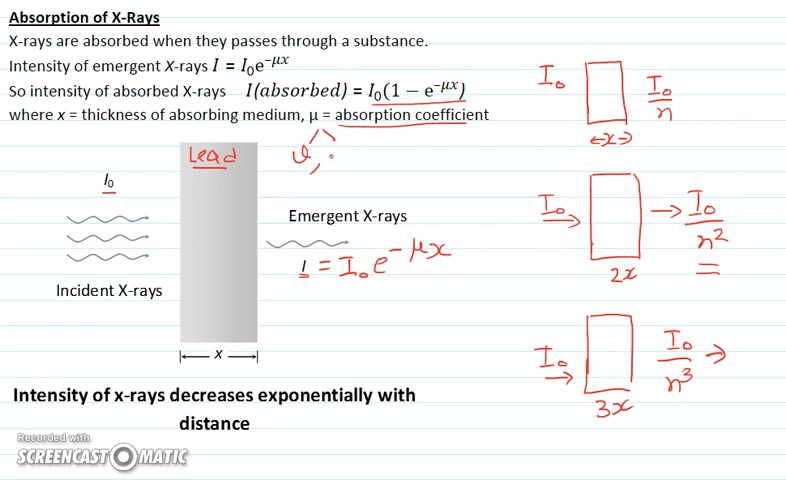 Absorption of X-Rays
X-rays are absorbed when they passes through a substance.
Intensity of emergent X-rays I = I₀e^−μx
So intensity of absorbed X-rays I(absorbed) = I₀(1 − e^−μx)
where x = thickness of absorbing medium, μ = absorption coefficient
Lead
I₀
Emergent X-rays
I = I₀e^−μx
Incident X-rays
x
Intensity of x-rays decreases exponentially with
distance
Recorded with
SCREENCAST-O-MATIC
I₀
I₀/n
x
I₀
I₀/n²
=
2x
I₀
I₀/n³
3x